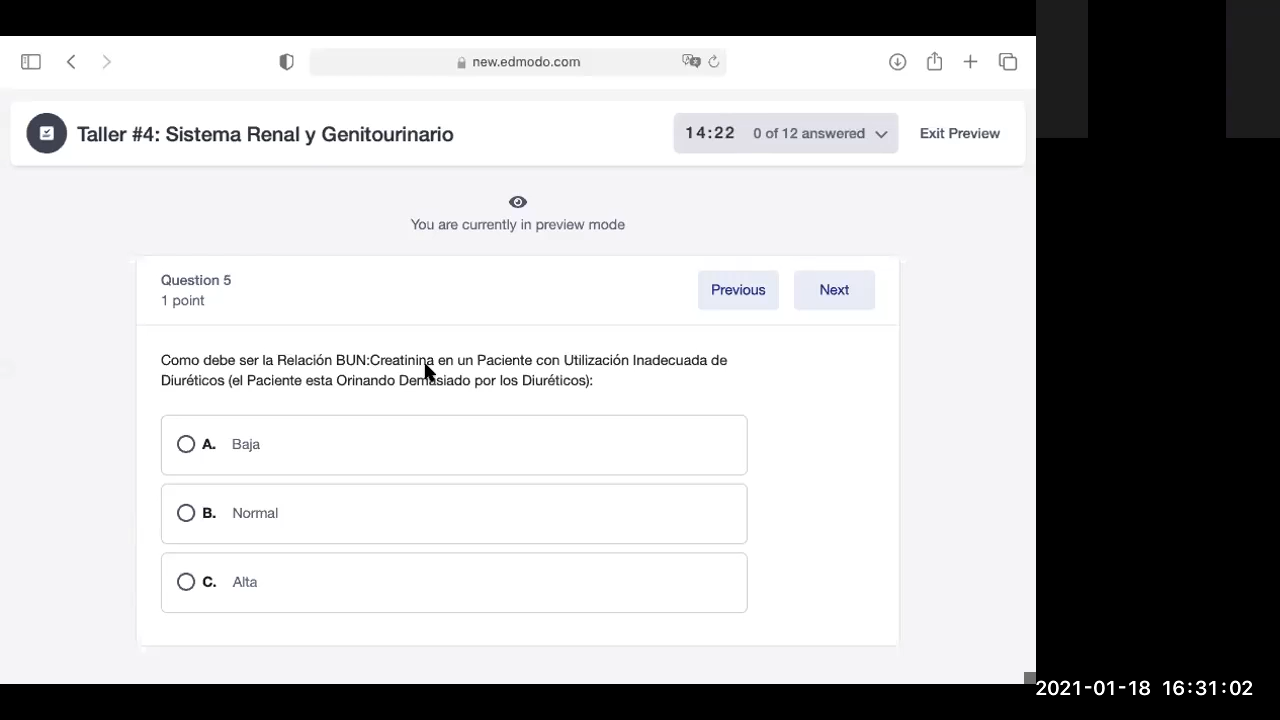 new.edmodo.com
Taller #4: Sistema Renal y Genitourinario
14:22 0 of 12 answered
Exit Preview
You are currently in preview mode
Question 5
1 point
Previous
Next
Como debe ser la Relación BUN:Creatinina en un Paciente con Utilización Inadecuada de
Diuréticos (el Paciente esta Orinando Demasiado por los Diuréticos):
A. Baja
B. Normal
C. Alta
2021-01-18 16:31:02